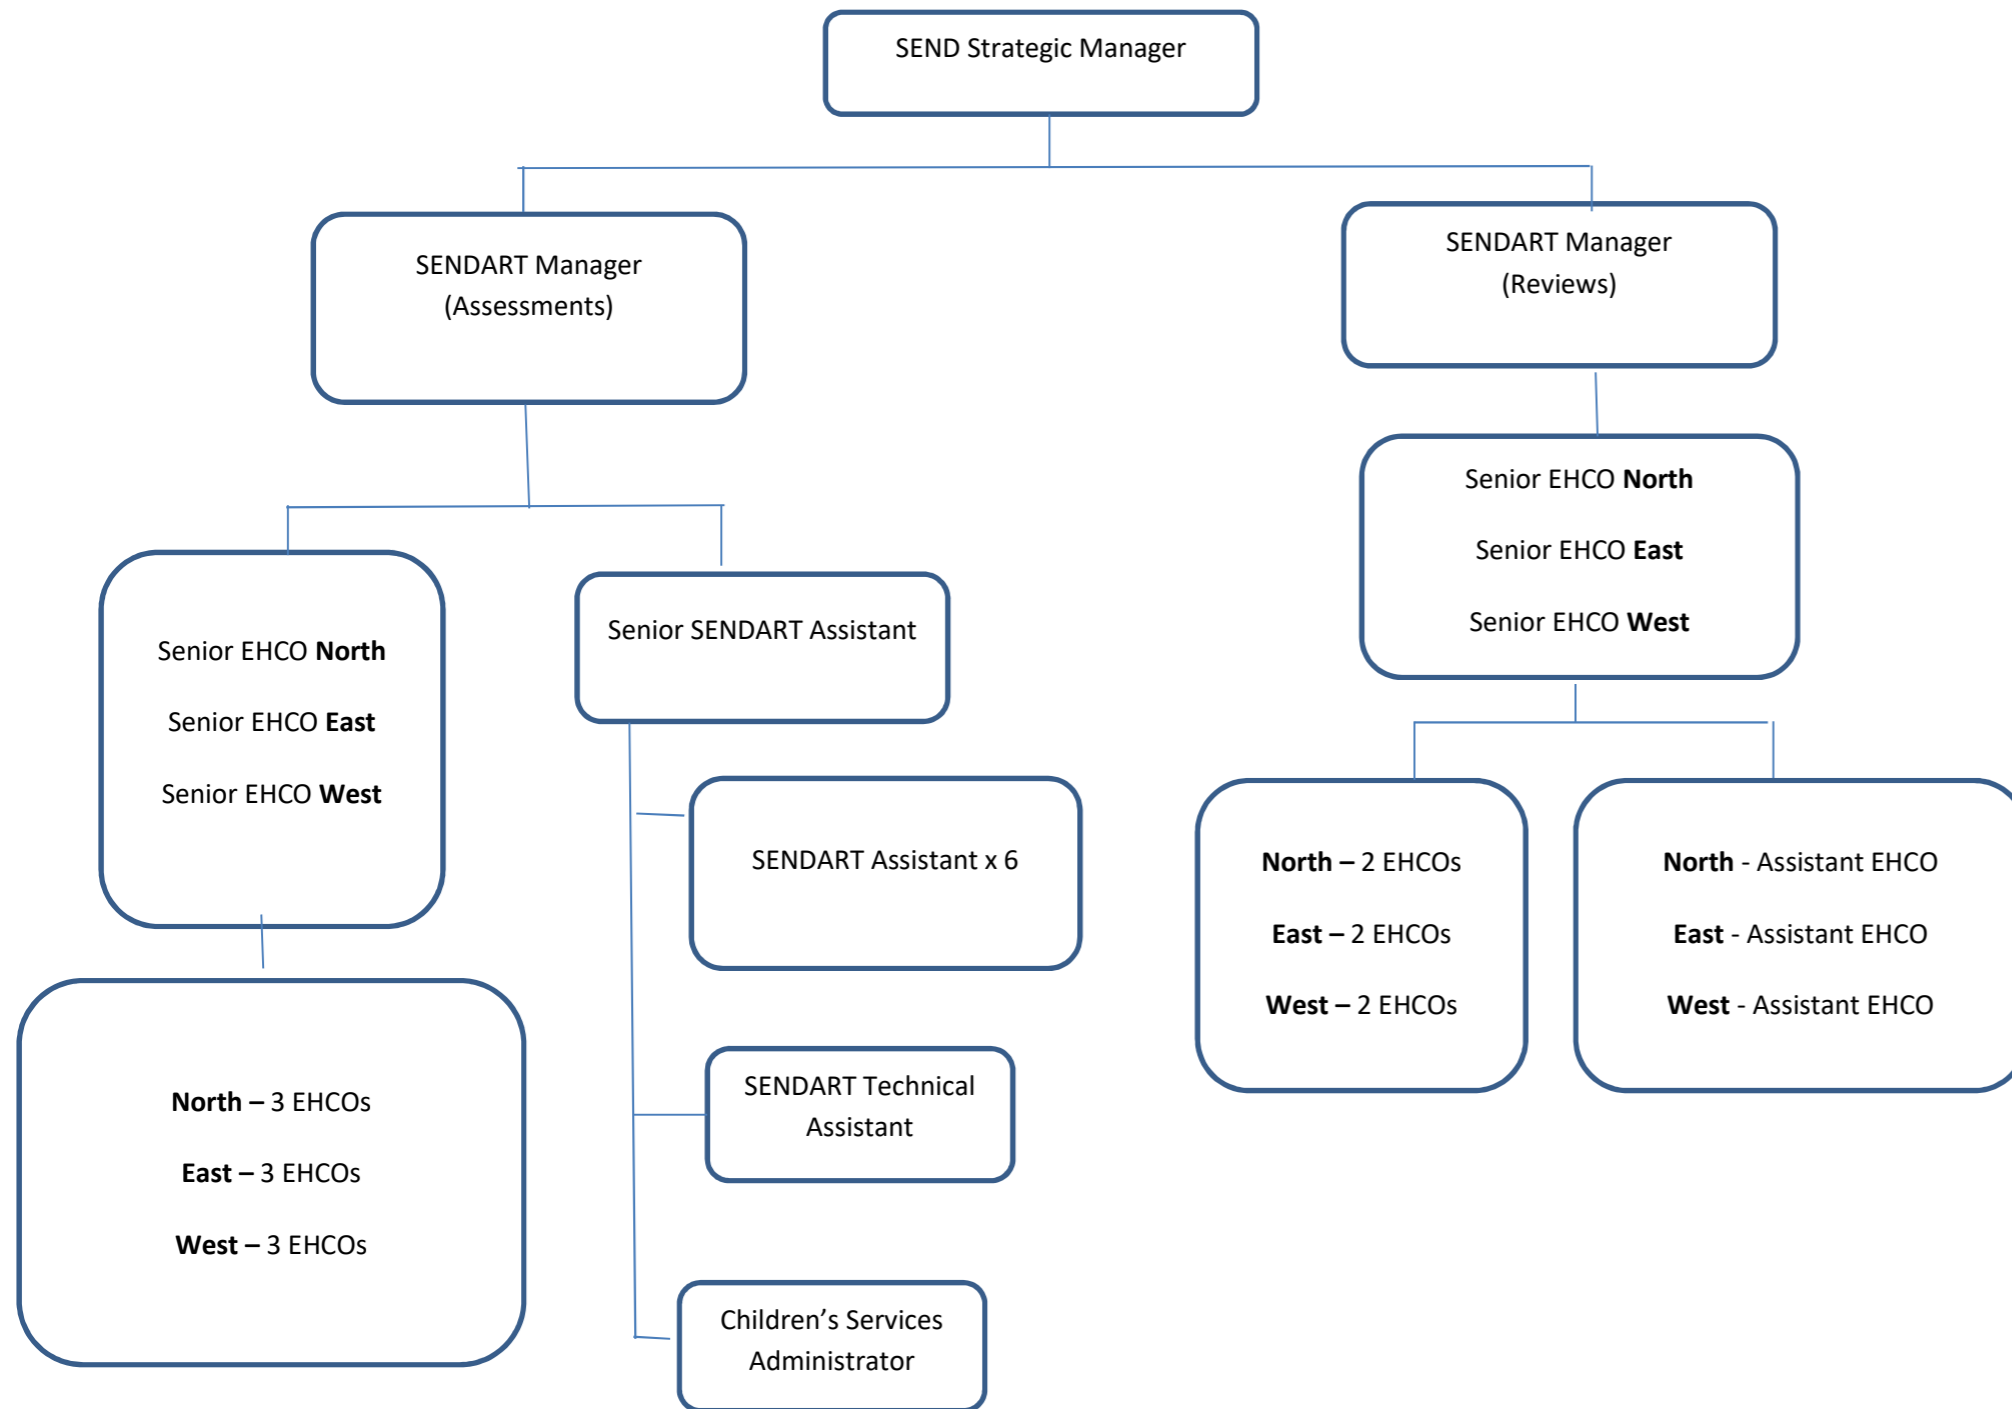 SEND Strategic Manager
SENDART Manager
(Assessments)
SENDART Manager
(Reviews)
Senior EHCO North
Senior EHCO East
Senior EHCO West
Senior SENDART Assistant
Senior EHCO North
Senior EHCO East
Senior EHCO West
SENDART Assistant x 6
North – 2 EHCOs
East – 2 EHCOs
West – 2 EHCOs
North - Assistant EHCO
East - Assistant EHCO
West - Assistant EHCO
North – 3 EHCOs
East – 3 EHCOs
West – 3 EHCOs
SENDART Technical
Assistant
Children’s Services
Administrator